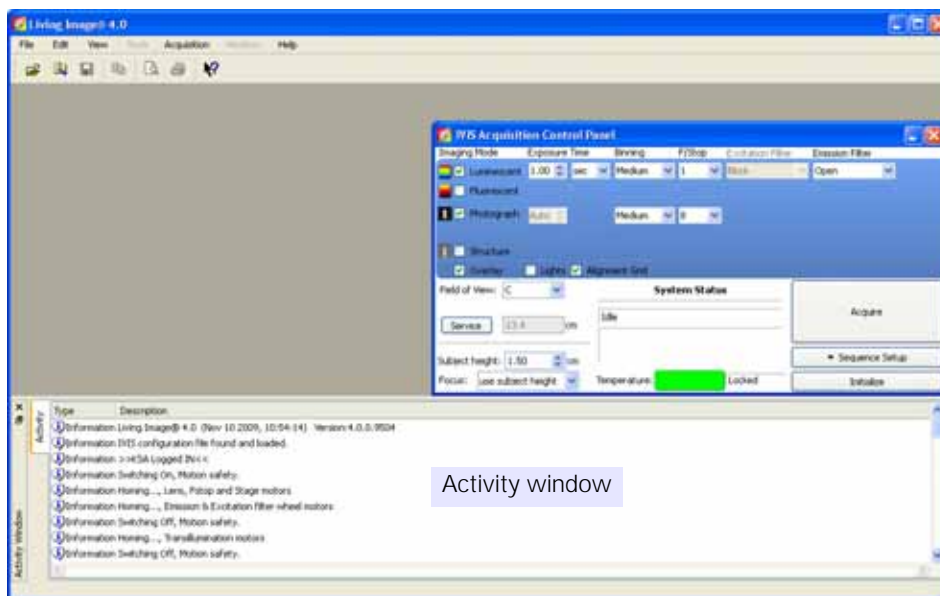 Living Image® 4.0
File Edit View Tools Acquisition Window Help
IVIS Acquisition Control Panel
Imaging Mode Exposure Time Binning F/Stop Excitation Filter Emission Filter
Luminescent 1.00 sec Medium 1 Block Open
Fluorescent
Photograph Auto Medium 8
Structure
Overlay Lights Alignment Grid
Field of View: C System Status
Acquire
Service cm Idle
Sequence Setup
Subject height: 1.50 cm
Focus: use subject height Temperature: Locked Initialize
Type Description
Information Living Image® 4.0 (Nov 10 2009, 10:54:14) Version 4.0.0.9504
Information IVIS configuration file found and loaded.
Information Logged IN<<
Information Switching On, Motion safety.
Information Homing..., Lens, Fstop and Stage motors
Information Homing..., Emission & Excitation filter wheel motors
Information Switching Off, Motion safety.
Information Homing..., Transillumination motors
Information Switching Off, Motion safety.
Activity
Activity Window
Activity window